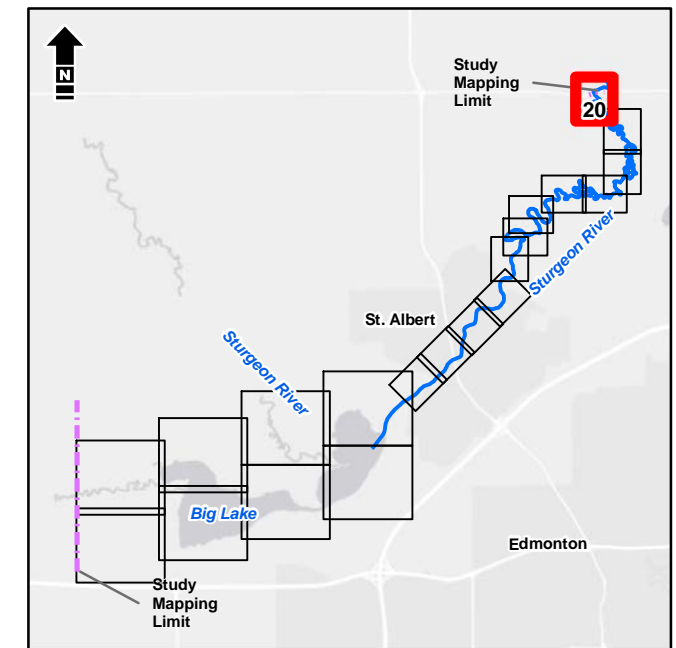 N
Study
Mapping
Limit
20
Sturgeon River
St. Albert
Sturgeon River
Big Lake
Edmonton
Study
Mapping
Limit